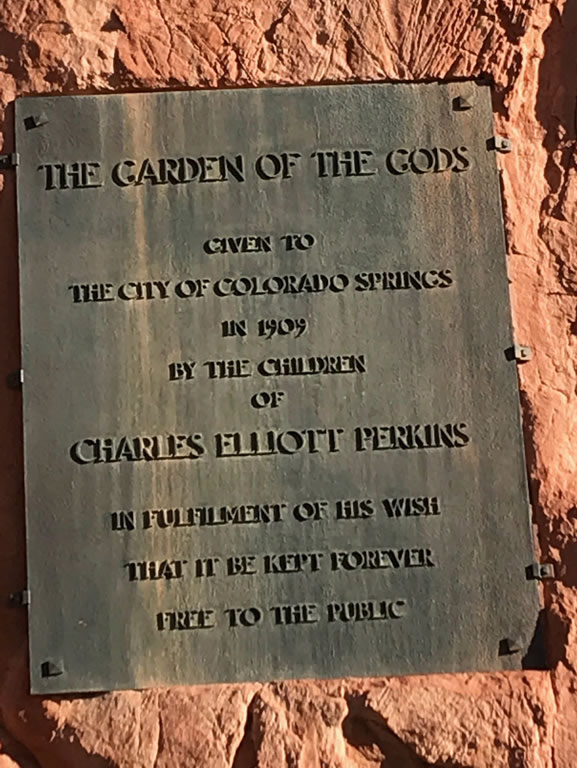 THE GARDEN OF THE GODS
GIVEN TO
THE CITY OF COLORADO SPRINGS
IN 1909
BY THE CHILDREN
OF
CHARLES ELLIOTT PERKINS
IN FULFILMENT OF HIS WISH
THAT IT BE KEPT FOREVER
FREE TO THE PUBLIC